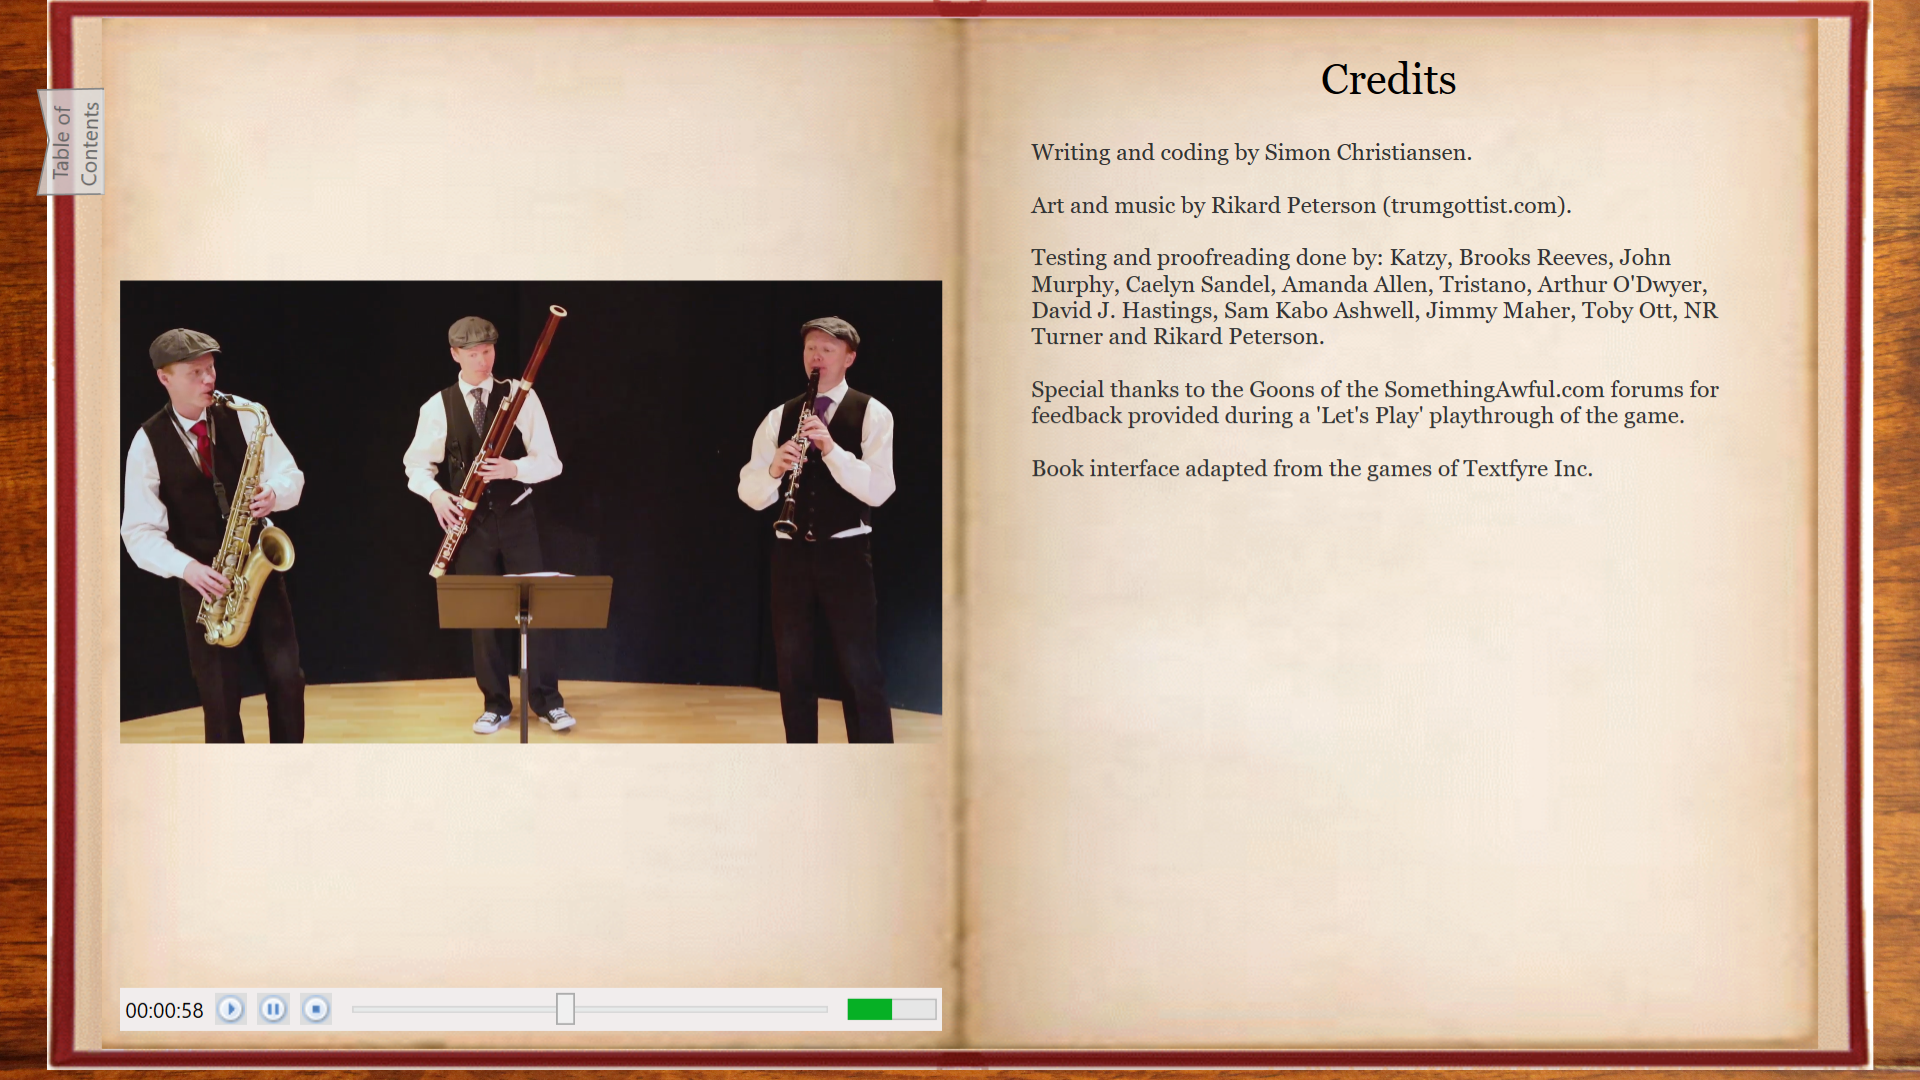 Table of
Contents
Credits
Writing and coding by Simon Christiansen.
Art and music by Rikard Peterson (trumgottist.com).
Testing and proofreading done by: Katzy, Brooks Reeves, John
Murphy, Caelyn Sandel, Amanda Allen, Tristano, Arthur O'Dwyer,
David J. Hastings, Sam Kabo Ashwell, Jimmy Maher, Toby Ott, NR
Turner and Rikard Peterson.
Special thanks to the Goons of the SomethingAwful.com forums for
feedback provided during a 'Let's Play' playthrough of the game.
Book interface adapted from the games of Textfyre Inc.
00:00:58